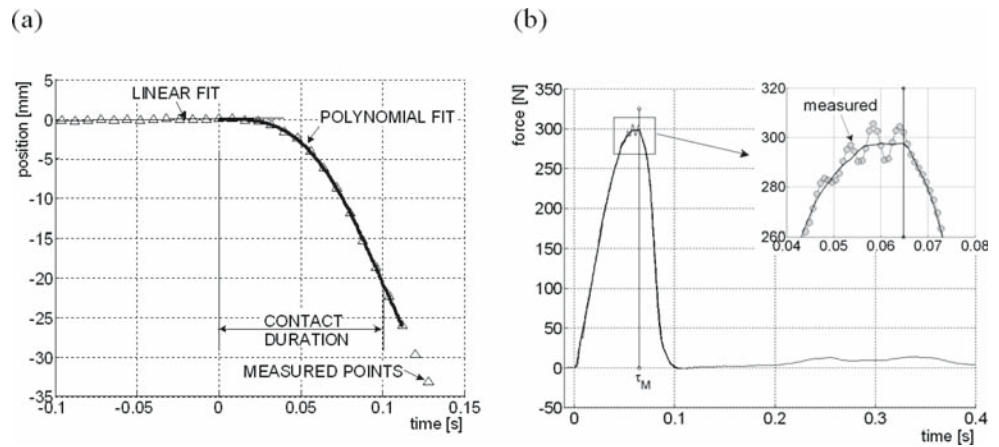 (a)
position [mm]
5
0
-5
-10
-15
-20
-25
-30
-35
-0.1
-0.05
0
0.05
0.1
0.15
time [s]
LINEAR FIT
POLYNOMIAL FIT
CONTACT
DURATION
MEASURED POINTS
(b)
force [N]
350
300
250
200
150
100
50
0
-50
0
0.1
0.2
0.3
0.4
time [s]
τM
measured
320
300
280
260
0.04
0.05
0.06
0.07
0.08